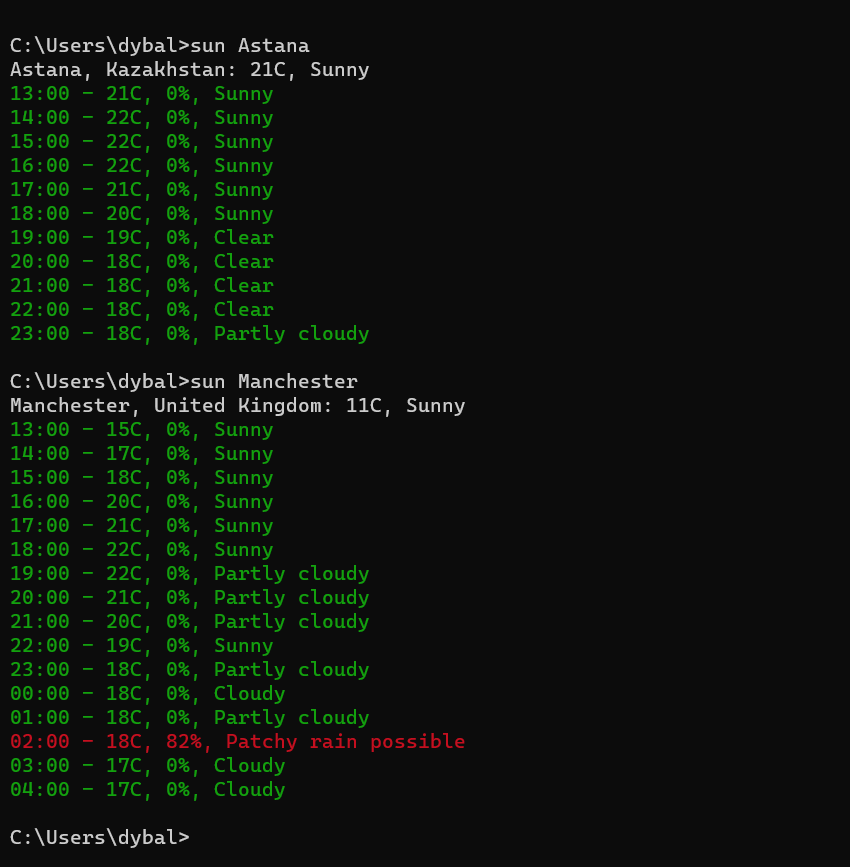 C:\Users\dybal>sun Astana
Astana, Kazakhstan: 21C, Sunny
13:00 - 21C, 0%, Sunny
14:00 - 22C, 0%, Sunny
15:00 - 22C, 0%, Sunny
16:00 - 22C, 0%, Sunny
17:00 - 21C, 0%, Sunny
18:00 - 20C, 0%, Sunny
19:00 - 19C, 0%, Clear
20:00 - 18C, 0%, Clear
21:00 - 18C, 0%, Clear
22:00 - 18C, 0%, Clear
23:00 - 18C, 0%, Partly cloudy
C:\Users\dybal>sun Manchester
Manchester, United Kingdom: 11C, Sunny
13:00 - 15C, 0%, Sunny
14:00 - 17C, 0%, Sunny
15:00 - 18C, 0%, Sunny
16:00 - 20C, 0%, Sunny
17:00 - 21C, 0%, Sunny
18:00 - 22C, 0%, Sunny
19:00 - 22C, 0%, Partly cloudy
20:00 - 21C, 0%, Partly cloudy
21:00 - 20C, 0%, Partly cloudy
22:00 - 19C, 0%, Sunny
23:00 - 18C, 0%, Partly cloudy
00:00 - 18C, 0%, Cloudy
01:00 - 18C, 0%, Partly cloudy
02:00 - 18C, 82%, Patchy rain possible
03:00 - 17C, 0%, Cloudy
04:00 - 17C, 0%, Cloudy
C:\Users\dybal>